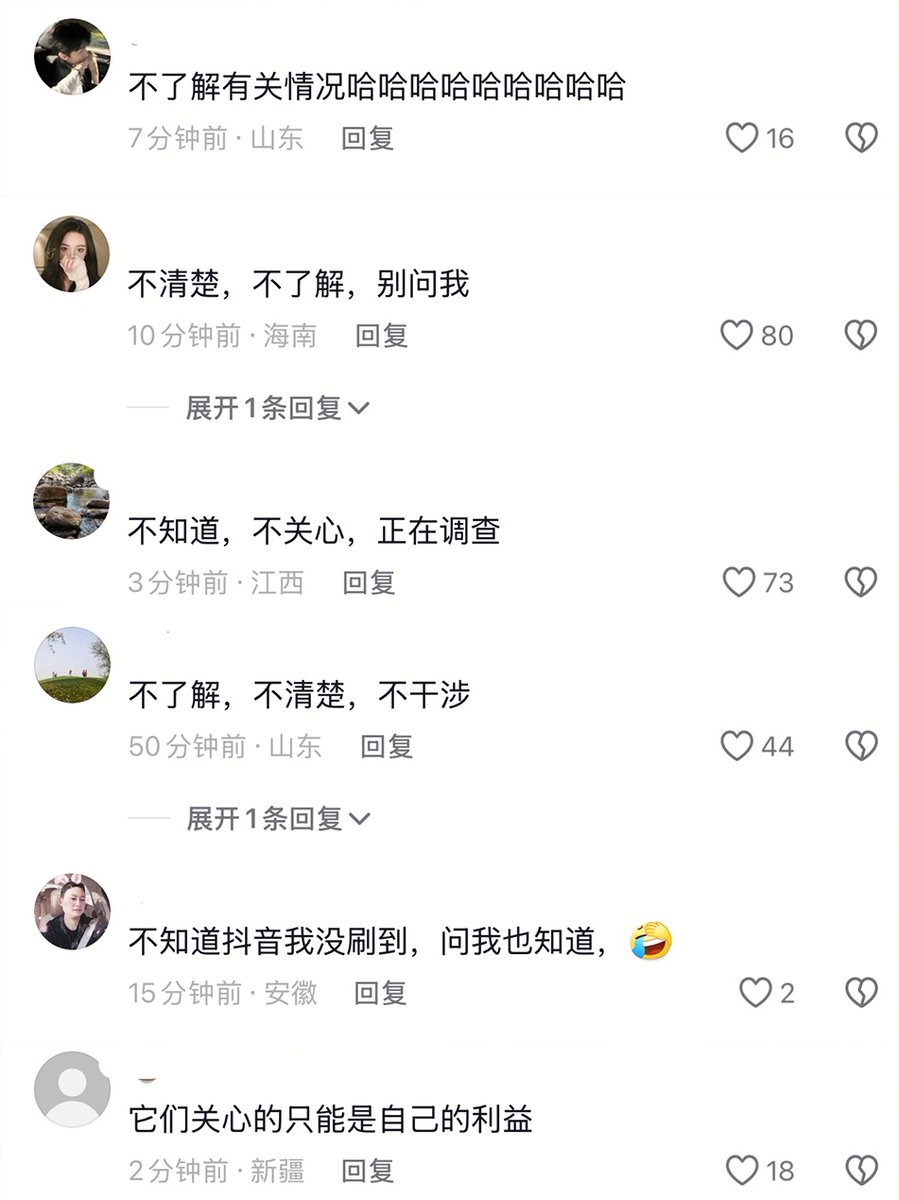 不了解有关情况哈哈哈哈哈哈哈哈哈
7分钟前·山东 回复 16
不清楚，不了解，别问我
10分钟前·海南 回复 80
展开1条回复
不知道，不关心，正在调查
3分钟前·江西 回复 73
不了解，不清楚，不干涉
50分钟前·山东 回复 44
展开1条回复
不知道抖音我没刷到，问我也知道，🤣
15分钟前·安徽 回复 2
它们关心的只能是自己的利益
2分钟前·新疆 回复 18